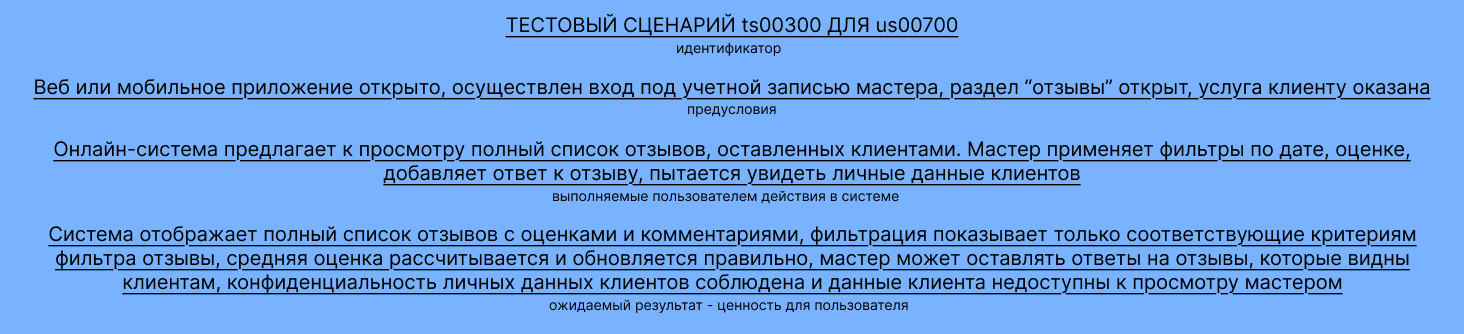 ТЕСТОВЫЙ СЦЕНАРИЙ ts00300 ДЛЯ us00700
идентификатор
Веб или мобильное приложение открыто, осуществлен вход под учетной записью мастера, раздел “отзывы” открыт, услуга клиенту оказана
предусловия
Онлайн-система предлагает к просмотру полный список отзывов, оставленных клиентами. Мастер применяет фильтры по дате, оценке,
добавляет ответ к отзыву, пытается увидеть личные данные клиентов
выполняемые пользователем действия в системе
Система отображает полный список отзывов с оценками и комментариями, фильтрация показывает только соответствующие критериям
фильтра отзывы, средняя оценка рассчитывается и обновляется правильно, мастер может оставлять ответы на отзывы, которые видны
клиентам, конфиденциальность личных данных клиентов соблюдена и данные клиента недоступны к просмотру мастером
ожидаемый результат - ценность для пользователя